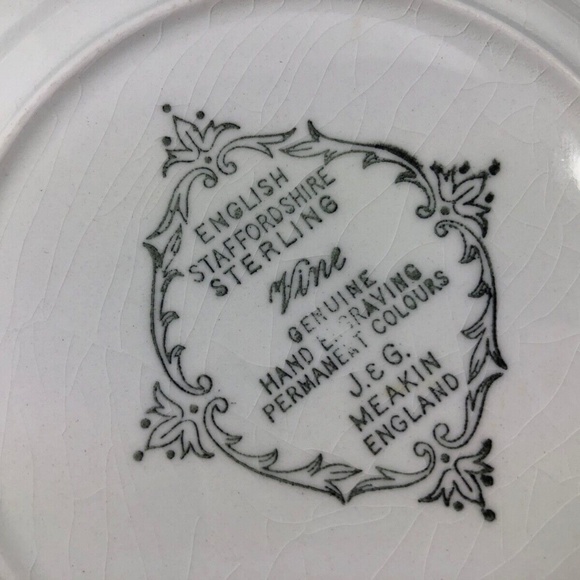 ENGLISH
STAFFORDSHIRE
STERLING
Vine
GENUINE
HAND ENGRAVING
PERMANENT COLOURS
J. & G.
MEAKIN
ENGLAND